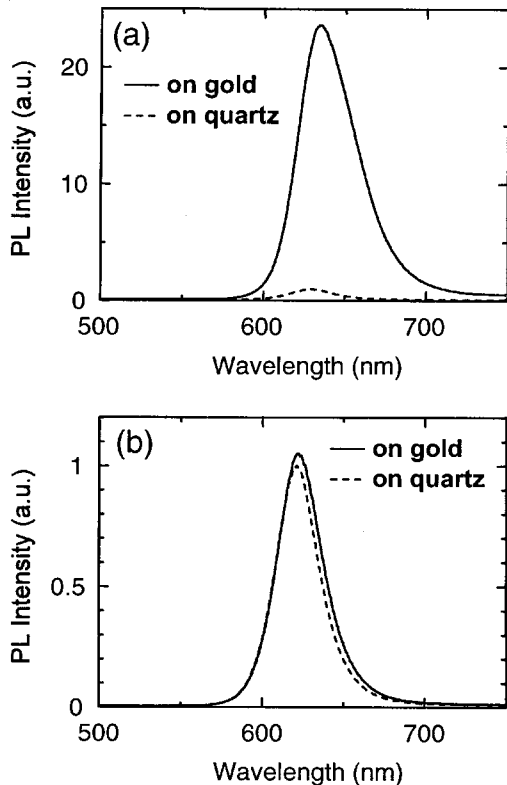 (a)
20
on gold
on quartz
10
0
500
600
700
PL Intensity (a.u.)
Wavelength (nm)
(b)
on gold
on quartz
1
0.5
0
500
600
700
PL Intensity (a.u.)
Wavelength (nm)